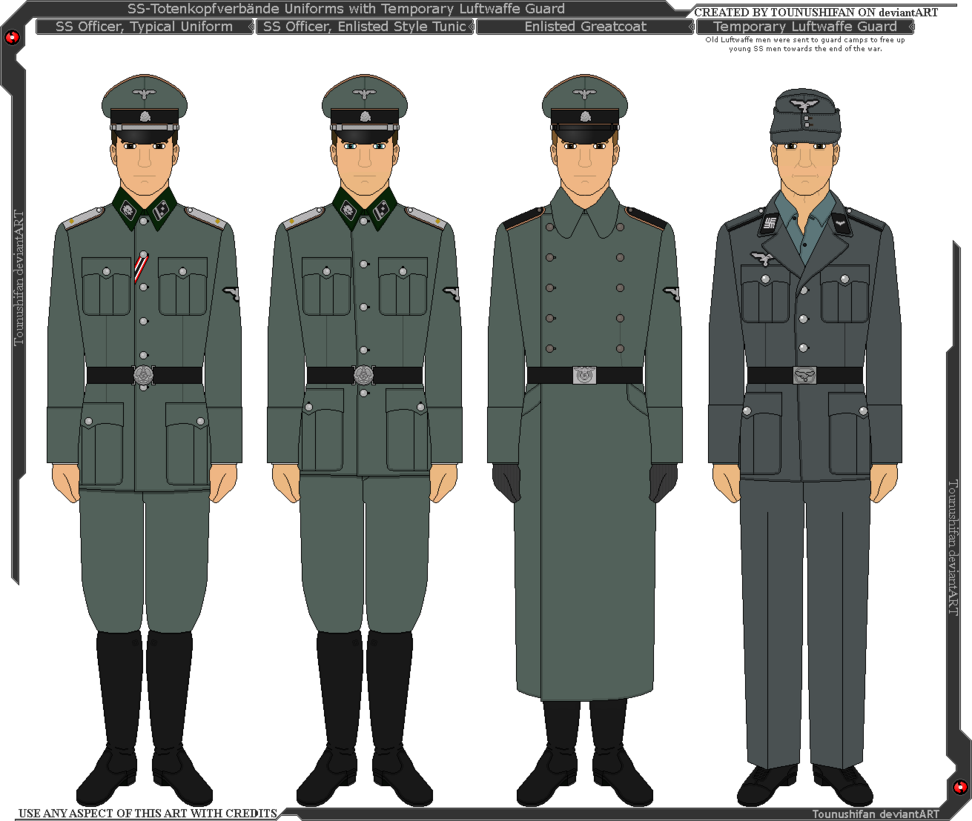 SS-Totenkopfverbände Uniforms with Temporary Luftwaffe Guard
CREATED BY TOUNUSHIFAN ON deviantART
SS Officer, Typical Uniform
SS Officer, Enlisted Style Tunic
Enlisted Greatcoat
Temporary Luftwaffe Guard
Old Luftwaffe men were sent to guard camps to free up
young SS men towards the end of the war.
Tounushifan deviantART
Tounushifan deviantART
USE ANY ASPECT OF THIS ART WITH CREDITS
Tounushifan deviantART